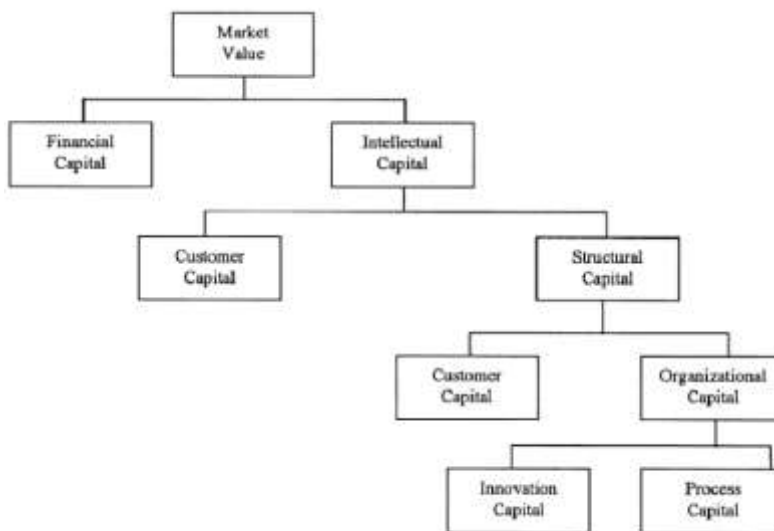 Market
Value
Financial
Capital
Intellectual
Capital
Customer
Capital
Structural
Capital
Customer
Capital
Organizational
Capital
Innovation
Capital
Process
Capital